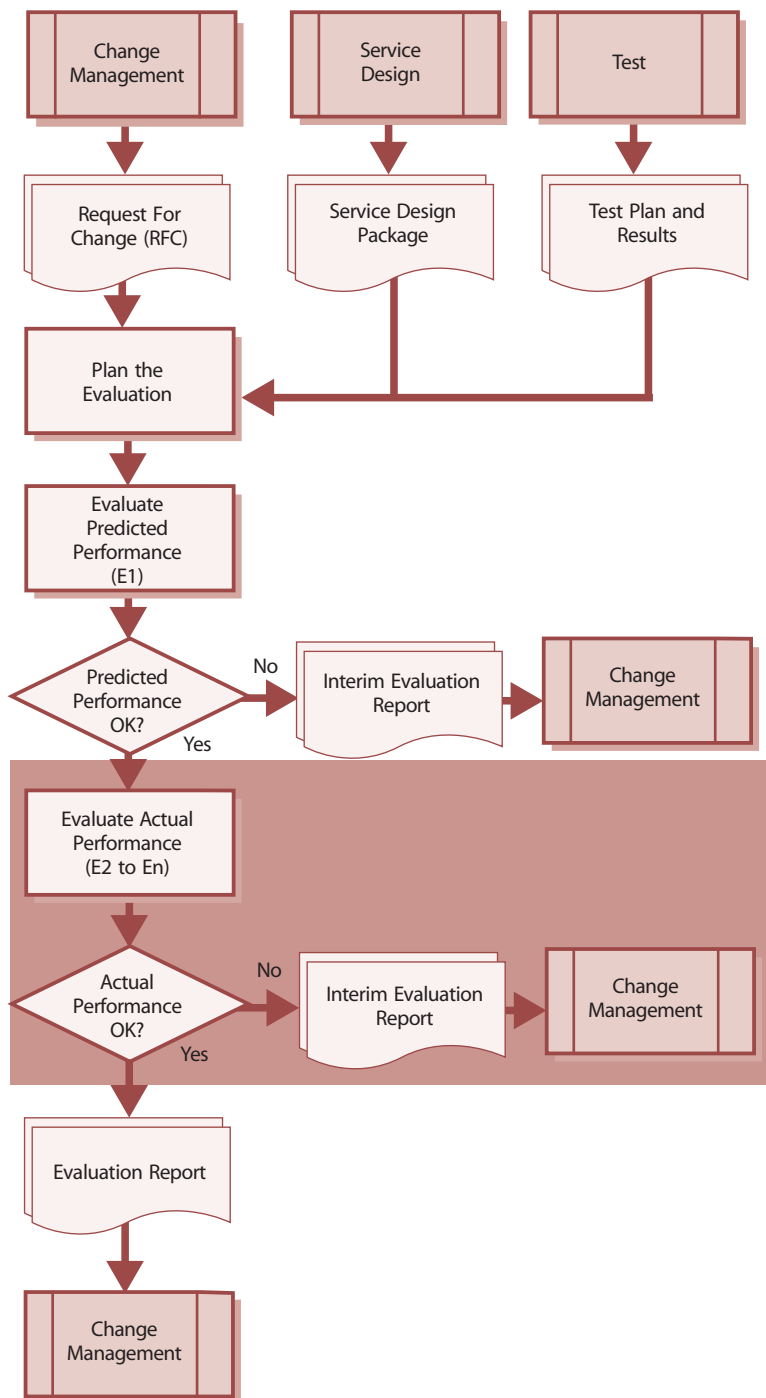 Change
Management
Service
Design
Test
Request For
Change (RFC)
Service Design
Package
Test Plan and
Results
Plan the
Evaluation
Evaluate
Predicted
Performance
(E1)
Predicted
Performance
OK?
No
Yes
Interim Evaluation
Report
Change
Management
Evaluate Actual
Performance
(E2 to En)
Actual
Performance
OK?
No
Yes
Interim Evaluation
Report
Change
Management
Evaluation Report
Change
Management